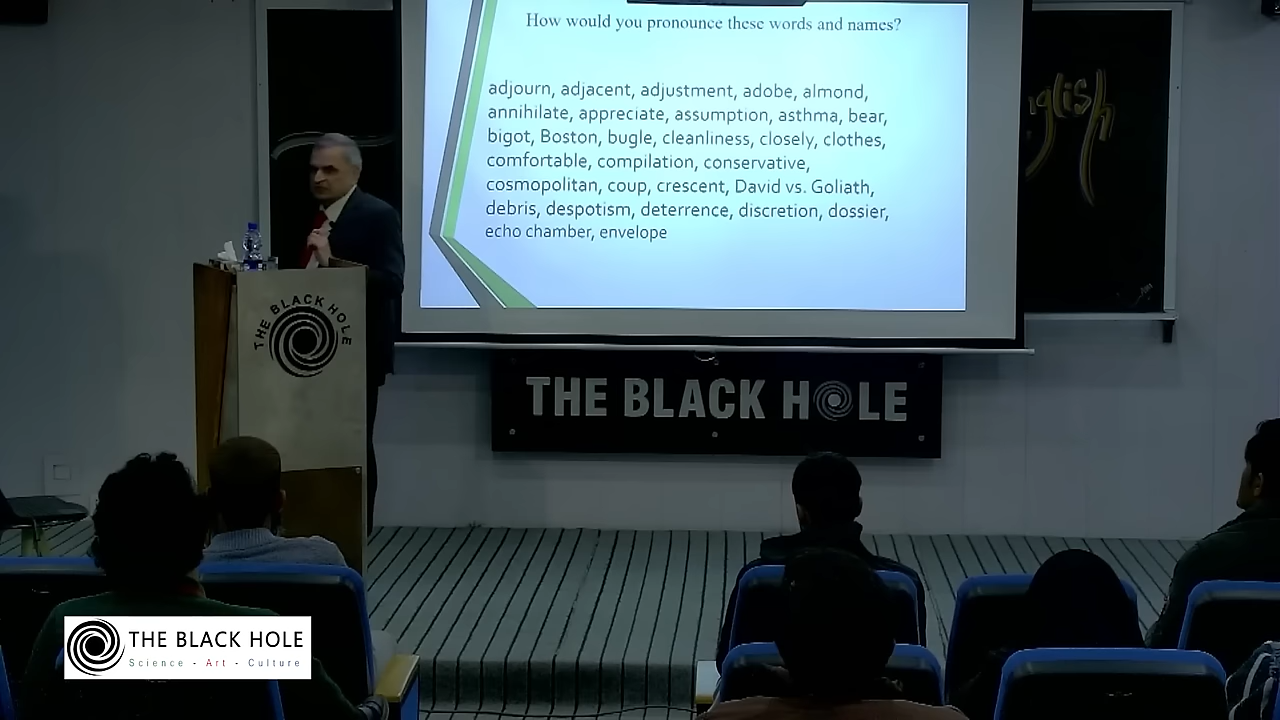 How would you pronounce these words and names?
adjourn, adjacent, adjustment, adobe, almond,
annihilate, appreciate, assumption, asthma, bear,
bigot, Boston, bugle, cleanliness, closely, clothes,
comfortable, compilation, conservative,
cosmopolitan, coup, crescent, David vs. Goliath,
debris, despotism, deterrence, discretion, dossier,
echo chamber, envelope
THE BLACK HOLE
THE BLACK HOLE
THE BLACK HOLE
Science - Art - Culture